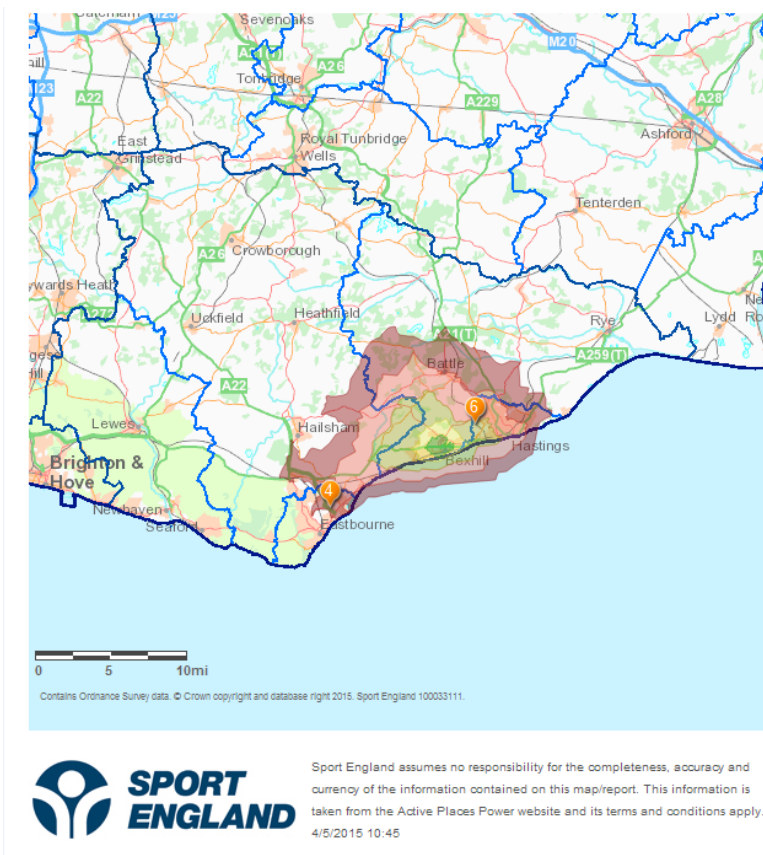 Sevenoaks
A26
Tonbridge
M20
M23
A22
A229
A28
Ashford
East
Grinstead
Royal Tunbridge
Wells
Tenterden
A26
Crowborough
Uckfield
Heathfield
A21(T)
Rye
Lydd
A259(T)
Battle
A22
6
Lewes
Hailsham
Hastings
Bexhill
Brighton &
Hove
4
Newhaven
Seaford
Eastbourne
0 5 10mi
Contains Ordnance Survey data. © Crown copyright and database right 2015. Sport England 100033111.
SPORT
ENGLAND
Sport England assumes no responsibility for the completeness, accuracy and
currency of the information contained on this map/report. This information is
taken from the Active Places Power website and its terms and conditions apply.
4/5/2015 10:45